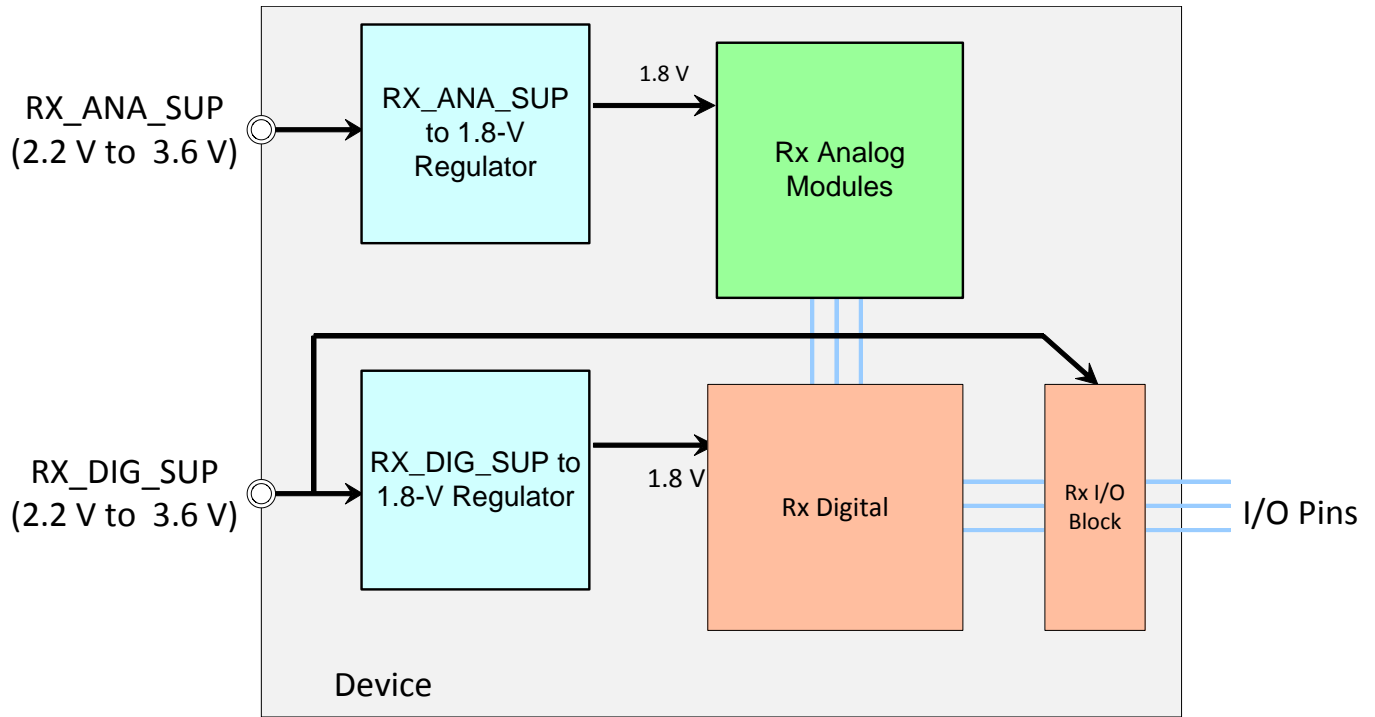 RX_ANA_SUP
(2.2 V to 3.6 V)
RX_ANA_SUP
to 1.8-V
Regulator
1.8 V
Rx Analog
Modules
RX_DIG_SUP
(2.2 V to 3.6 V)
RX_DIG_SUP to
1.8-V Regulator
1.8 V
Rx Digital
Rx I/O
Block
I/O Pins
Device